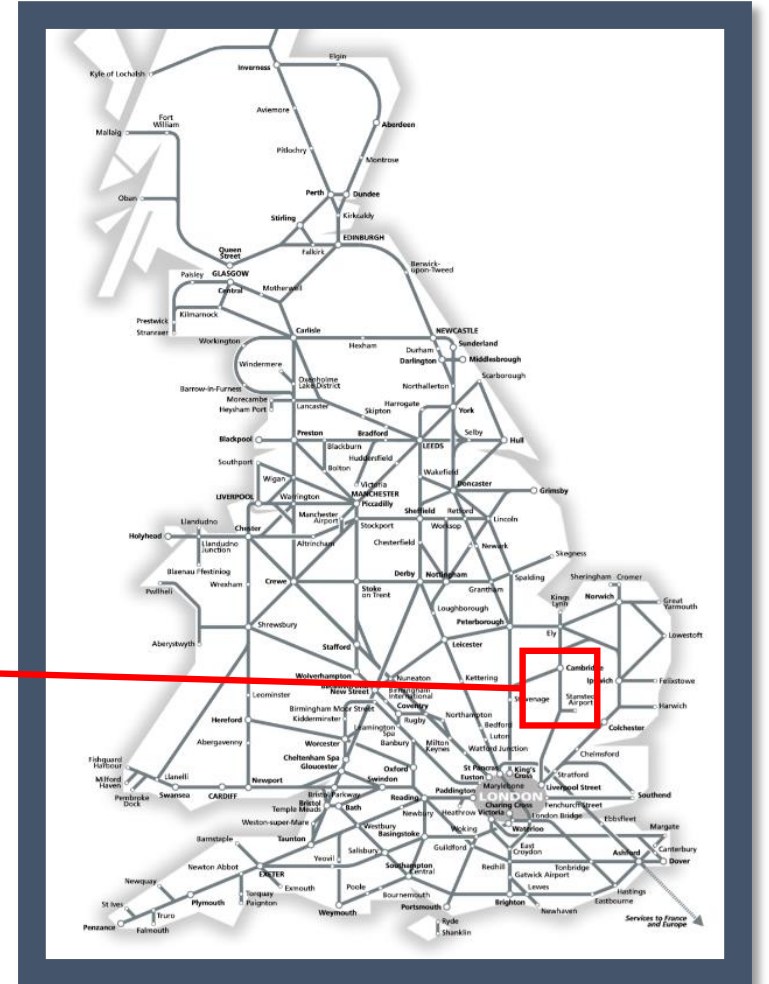 Elgin
Inverness
Kyle of Lochalsh
Aviemore
Fort
William
Mallaig
Aberdeen
Pitlochry
Montrose
Perth
Dundee
Oban
Stirling
Kirkcaldy
EDINBURGH
Queen
Street
Falkirk
Berwick-
upon-Tweed
Paisley
GLASGOW
Central
Motherwell
Prestwick
Kilmarnock
Stranraer
Carlisle
NEWCASTLE
Workington
Hexham
Sunderland
Durham
Darlington
Middlesbrough
Windermere
Scarborough
Oxenholme
Lake District
Barrow-in-Furness
Northallerton
Morecambe
Heysham Port
Lancaster
Harrogate
York
Skipton
Blackpool
Preston
Bradford
Selby
Hull
Blackburn
LEEDS
Huddersfield
Southport
Bolton
Wakefield
Wigan
Victoria
Doncaster
Grimsby
LIVERPOOL
Warrington
MANCHESTER
Piccadilly
Manchester
Airport
Sheffield
Retford
Llandudno
Stockport
Worksop
Lincoln
Holyhead
Chester
Llandudno
Junction
Altrincham
Chesterfield
Newark
Skegness
Blaenau Ffestiniog
Pwllheli
Wrexham
Crewe
Stoke
on Trent
Derby
Nottingham
Grantham
Spalding
Sheringham
Cromer
Kings
Lynn
Norwich
Great
Yarmouth
Loughborough
Shrewsbury
Peterborough
Ely
Lowestoft
Aberystwyth
Stafford
Leicester
Wolverhampton
Nuneaton
Kettering
Cambridge
Ipswich
Felixstowe
New Street
Birmingham
International
Leominster
Birmingham Moor Street
Coventry
Stevenage
Stansted
Airport
Harwich
Hereford
Kidderminster
Rugby
Northampton
Leamington
Spa
Bedford
Colchester
Abergavenny
Worcester
Banbury
Milton
Keynes
Luton
Cheltenham Spa
Watford Junction
Chelmsford
Fishguard
Harbour
Gloucester
Oxford
St Pancras
King's
Cross
Euston
Stratford
Milford
Haven
Llanelli
Newport
Swindon
Marylebone
Liverpool Street
Pembroke
Dock
Swansea
CARDIFF
Bristol Parkway
Paddington
LONDON
Southend
Bristol
Temple Meads
Bath
Reading
Charing Cross
Fenchurch Street
Weston-super-Mare
Newbury
Heathrow
Victoria
London Bridge
Ebbsfleet
Barnstaple
Westbury
Basingstoke
Woking
Waterloo
Margate
Taunton
Salisbury
Guildford
East
Croydon
Canterbury
Newton Abbot
Yeovil
Southampton
Central
Redhill
Tonbridge
Ashford
Dover
EXETER
Gatwick Airport
Newquay
Exmouth
Poole
Lewes
Hastings
Torquay
Paignton
Bournemouth
Eastbourne
St Ives
Plymouth
Weymouth
Portsmouth
Brighton
Newhaven
Truro
Penzance
Falmouth
Ryde
Shanklin
Services to France
and Europe